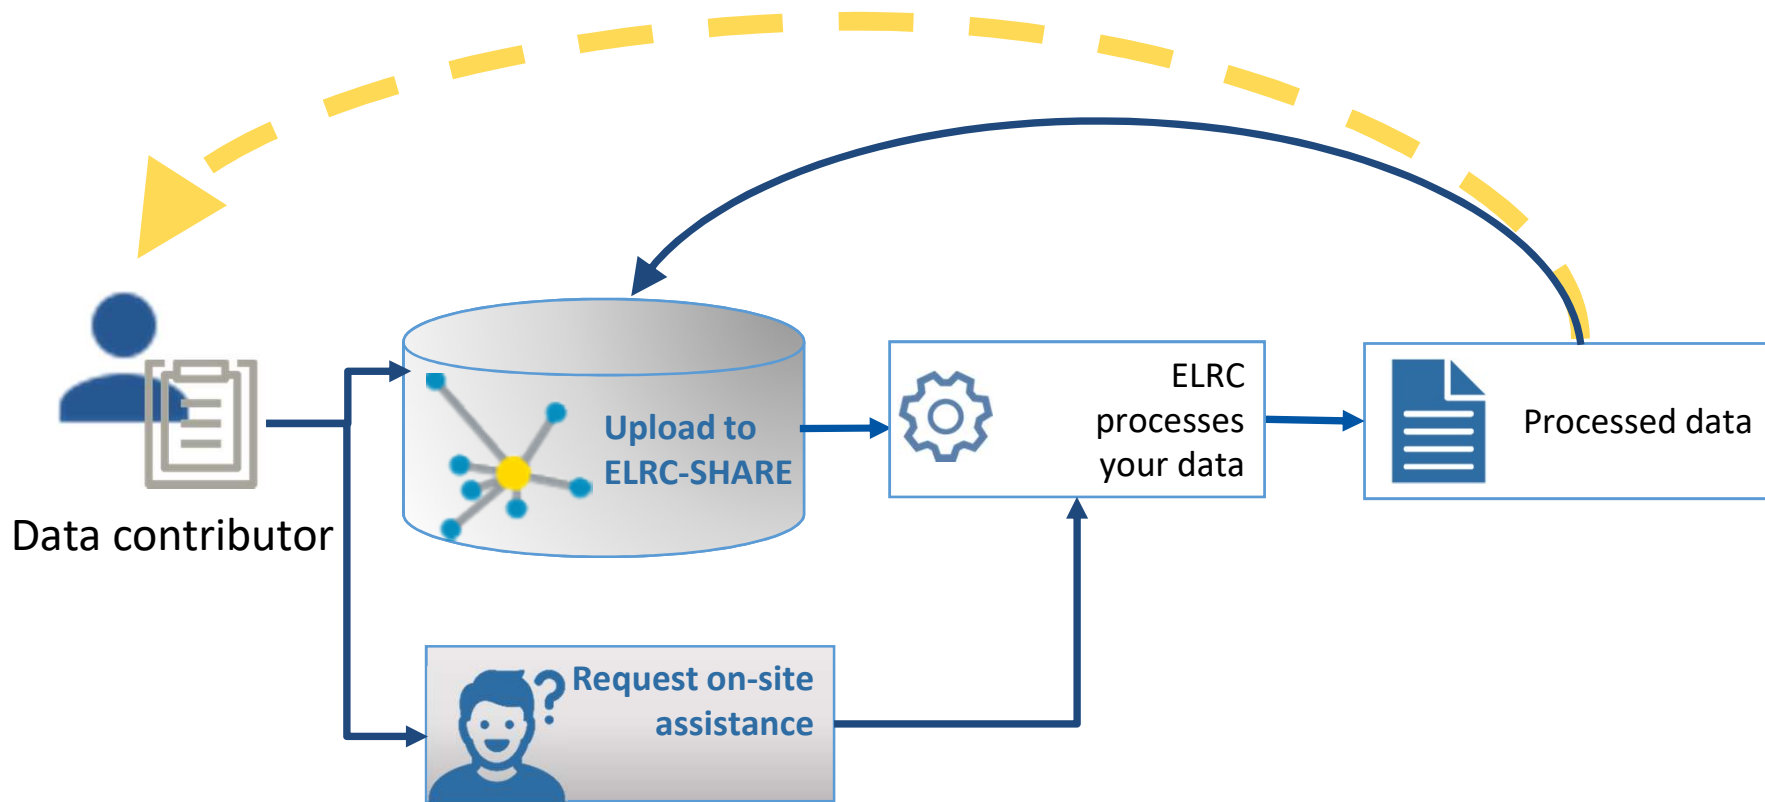 Data contributor
Upload to
ELRC-SHARE
Request on-site
assistance
ELRC
processes
your data
Processed data